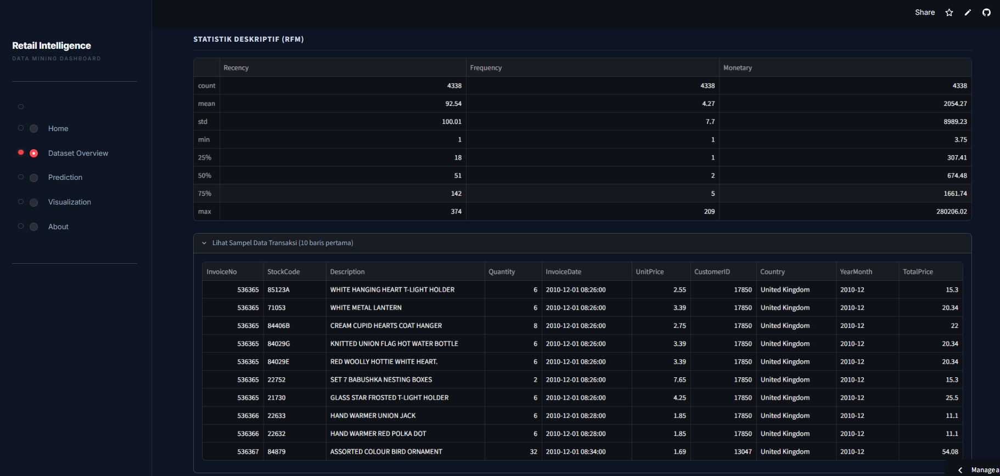 Share
Retail Intelligence
DATA MINING DASHBOARD
Home
Dataset Overview
Prediction
Visualization
About
STATISTIK DESKRIPTIF (RFM)
Recency Frequency Monetary
count 4338 4338 4338
mean 92.54 4.27 2054.27
std 100.01 7.7 8989.23
min 1 1 3.75
25% 18 1 307.41
50% 51 2 674.48
75% 142 5 1661.74
max 374 209 280206.02
Lihat Sampel Data Transaksi (10 baris pertama)
InvoiceNo StockCode Description Quantity InvoiceDate UnitPrice CustomerID Country YearMonth TotalPrice
536365 85123A WHITE HANGING HEART T-LIGHT HOLDER 6 2010-12-01 08:26:00 2.55 17850 United Kingdom 2010-12 15.3
536365 71053 WHITE METAL LANTERN 6 2010-12-01 08:26:00 3.39 17850 United Kingdom 2010-12 20.34
536365 84406B CREAM CUPID HEARTS COAT HANGER 8 2010-12-01 08:26:00 2.75 17850 United Kingdom 2010-12 22
536365 84029G KNITTED UNION FLAG HOT WATER BOTTLE 6 2010-12-01 08:26:00 3.39 17850 United Kingdom 2010-12 20.34
536365 84029E RED WOOLLY HOTTIE WHITE HEART. 6 2010-12-01 08:26:00 3.39 17850 United Kingdom 2010-12 20.34
536365 22752 SET 7 BABUSHKA NESTING BOXES 2 2010-12-01 08:26:00 7.65 17850 United Kingdom 2010-12 15.3
536365 21730 GLASS STAR FROSTED T-LIGHT HOLDER 6 2010-12-01 08:26:00 4.25 17850 United Kingdom 2010-12 25.5
536366 22633 HAND WARMER UNION JACK 6 2010-12-01 08:28:00 1.85 17850 United Kingdom 2010-12 11.1
536366 22632 HAND WARMER RED POLKA DOT 6 2010-12-01 08:28:00 1.85 17850 United Kingdom 2010-12 11.1
536367 84879 ASSORTED COLOUR BIRD ORNAMENT 32 2010-12-01 08:34:00 1.69 13047 United Kingdom 2010-12 54.08
Manage a